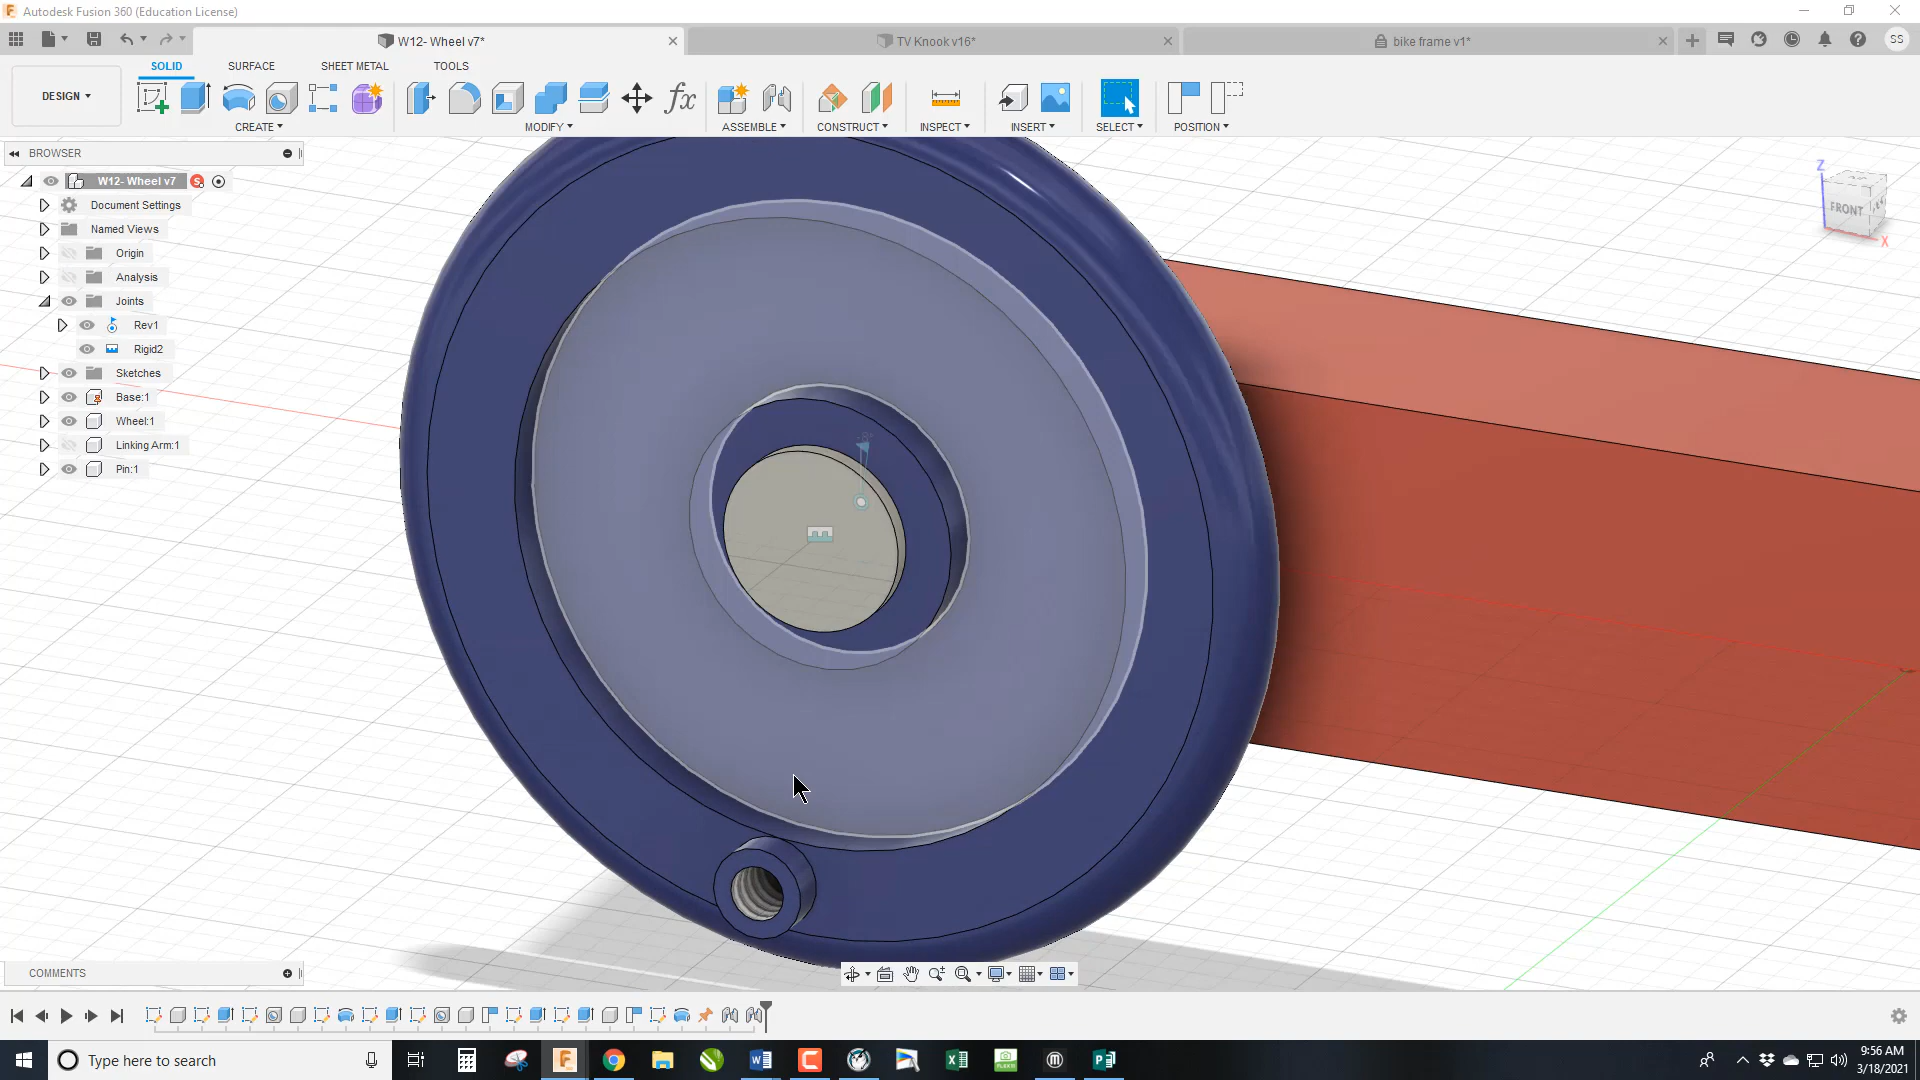 Autodesk Fusion 360 (Education License)
W12- Wheel v7*
TV Knook v16*
bike frame v1*
SS
DESIGN
SOLID
SURFACE
SHEET METAL
TOOLS
fx
CREATE
MODIFY
ASSEMBLE
CONSTRUCT
INSPECT
INSERT
SELECT
POSITION
BROWSER
W12- Wheel v7
S
Document Settings
Named Views
Origin
Analysis
Joints
Rev1
Rigid2
Sketches
Base:1
Wheel:1
Linking Arm:1
Pin:1
Z
FRONT
X
COMMENTS
Type here to search
9:56 AM
3/18/2021